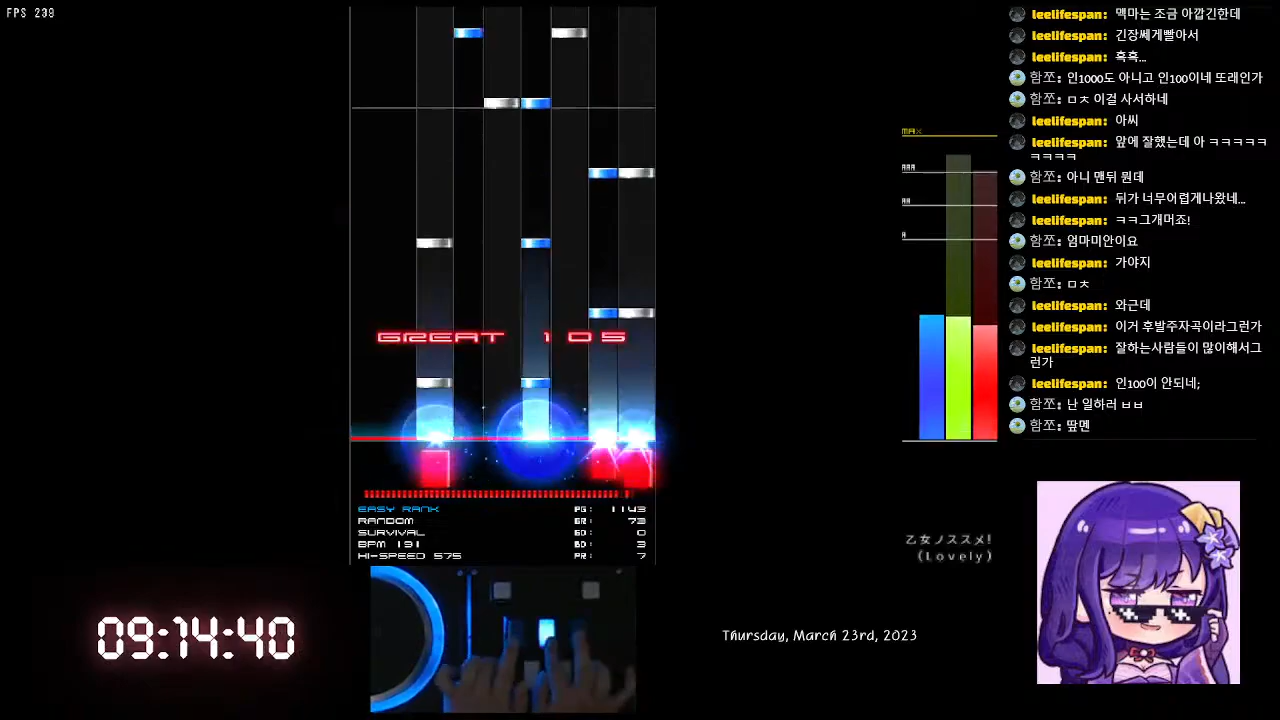 FPS 239
MAX
AAA
AA
A
GREAT 105
EASY RANK PG: 1143
RANDOM GR: 73
SURVIVAL GD: 0
BPM 191 BD: 3
HI-SPEED 575 PR: 7
09:14:40
Thursday, March 23rd, 2023
乙女ノススメ!
(Lovely)
leelifespan: 맥마는 조금 아깝긴한데
leelifespan: 긴장쎄게빨아서
leelifespan: 흑흑...
함쪼: 인1000도 아니고 인100이네 또래인가
함쪼: ㅁㅊ 이걸 사서하네
leelifespan: 아씨
leelifespan: 앞에 잘했는데 아 ㅋㅋㅋㅋㅋ
ㅋㅋㅋㅋ
함쪼: 아니 맨뒤 뭔데
leelifespan: 뒤가 너무어렵게나왔네...
leelifespan: ㅋㅋ그개머죠!
함쪼: 엄마미안이요
leelifespan: 가야지
함쪼: ㅁㅊ
leelifespan: 와근데
leelifespan: 이거 후발주자곡이라그런가
leelifespan: 잘하는사람들이 많이해서그
런가
leelifespan: 인100이 안되네;
함쪼: 난 일하러 ㅂㅂ
함쪼: 땊멘